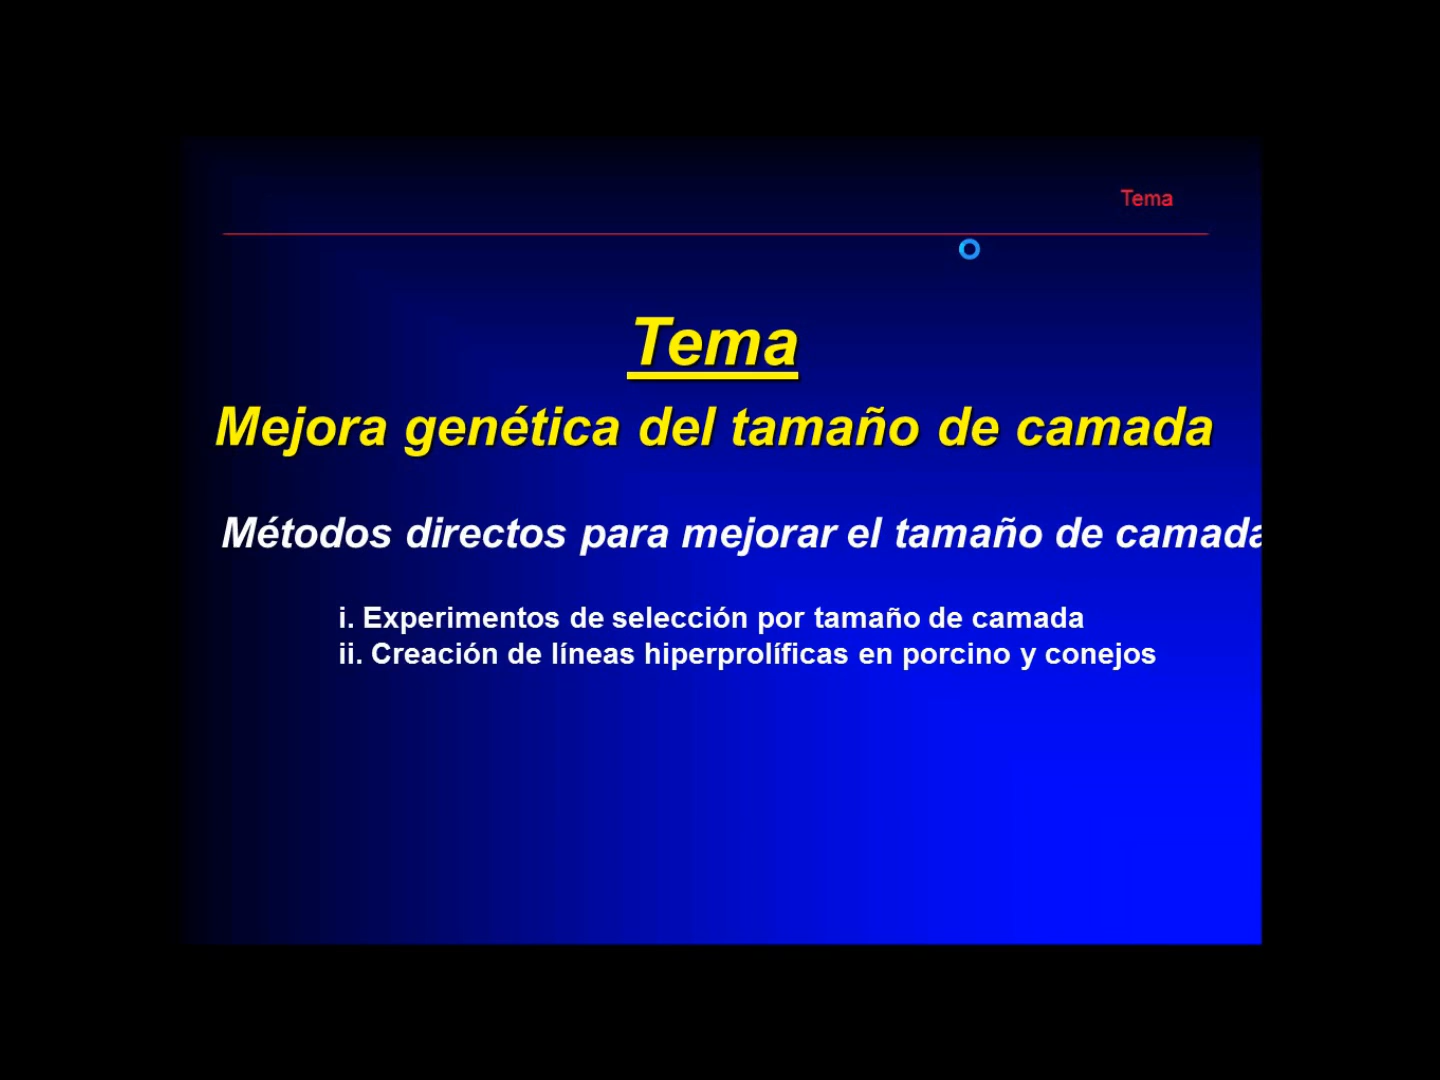 Tema
Tema
Mejora genética del tamaño de camada
Métodos directos para mejorar el tamaño de camada
i. Experimentos de selección por tamaño de camada
ii. Creación de líneas hiperprolíficas en porcino y conejos